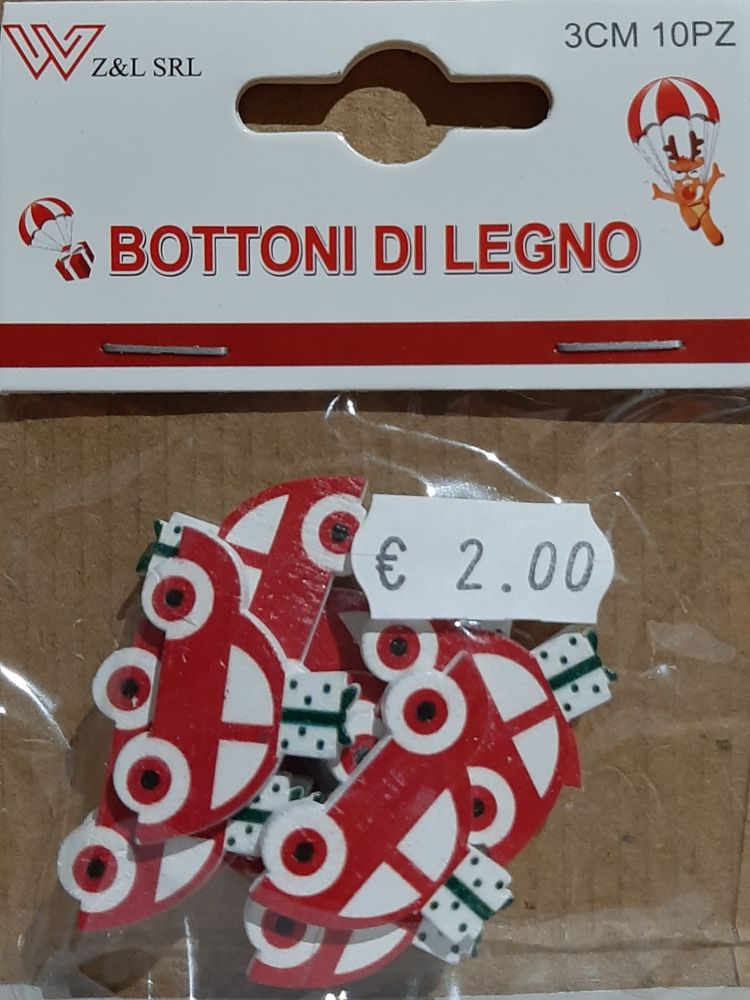 Z&L SRL
3CM 10PZ
BOTTONI DI LEGNO
€ 2.00